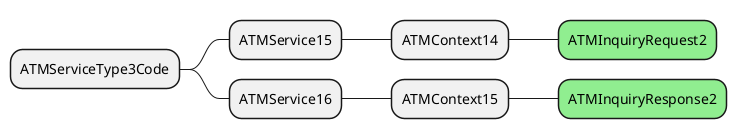 ATMServiceType3Code
ATMService15
ATMContext14
ATMInquiryRequest2
ATMService16
ATMContext15
ATMInquiryResponse2